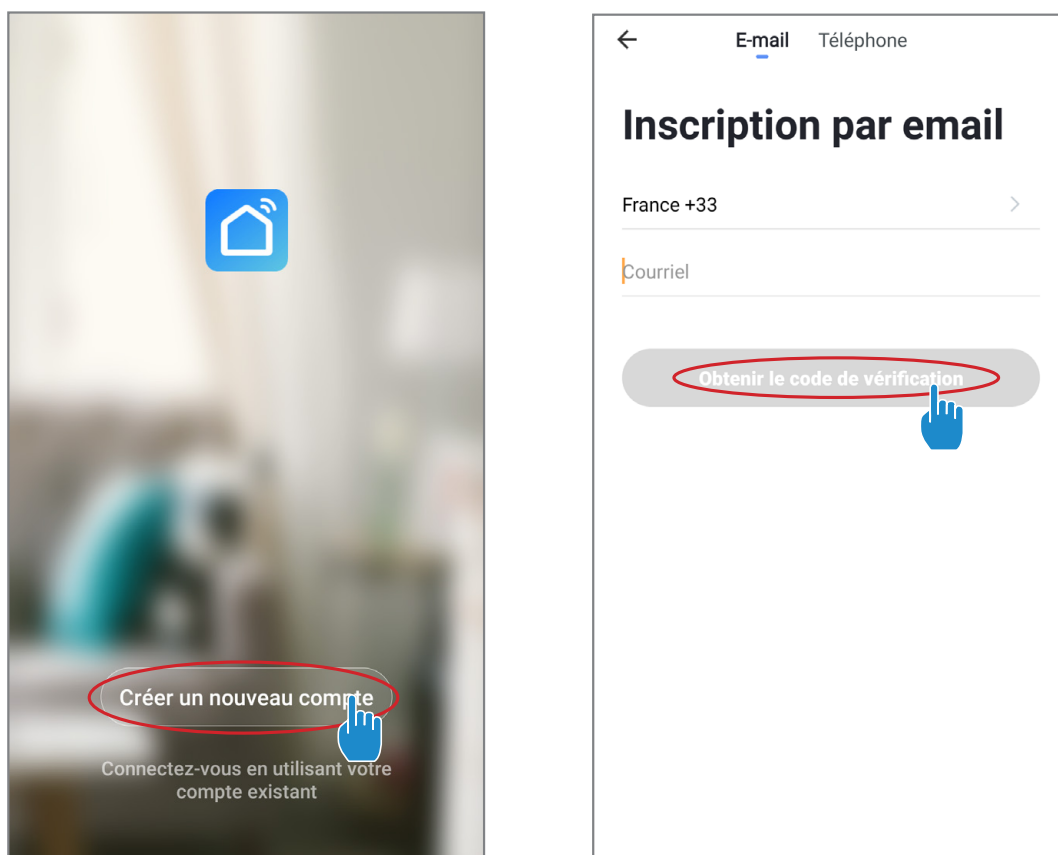 Créer un nouveau compte
Connectez-vous en utilisant votre
compte existant
E-mail Téléphone
Inscription par email
France +33
Courriel
Obtenir le code de vérification